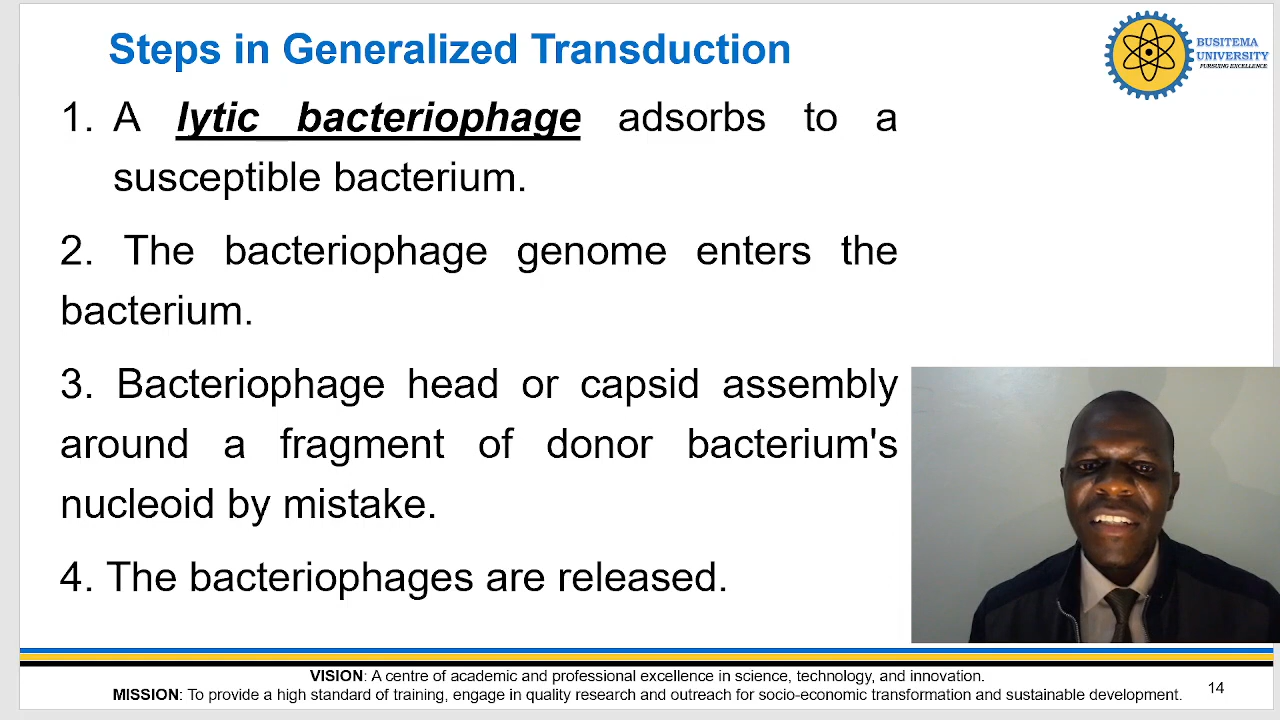 Steps in Generalized Transduction
BUSITEMA
UNIVERSITY
PURSUING EXCELLENCE
1. A lytic bacteriophage adsorbs to a
susceptible bacterium.
2. The bacteriophage genome enters the
bacterium.
3. Bacteriophage head or capsid assembly
around a fragment of donor bacterium's
nucleoid by mistake.
4. The bacteriophages are released.
VISION: A centre of academic and professional excellence in science, technology, and innovation.
MISSION: To provide a high standard of training, engage in quality research and outreach for socio-economic transformation and sustainable development.
14